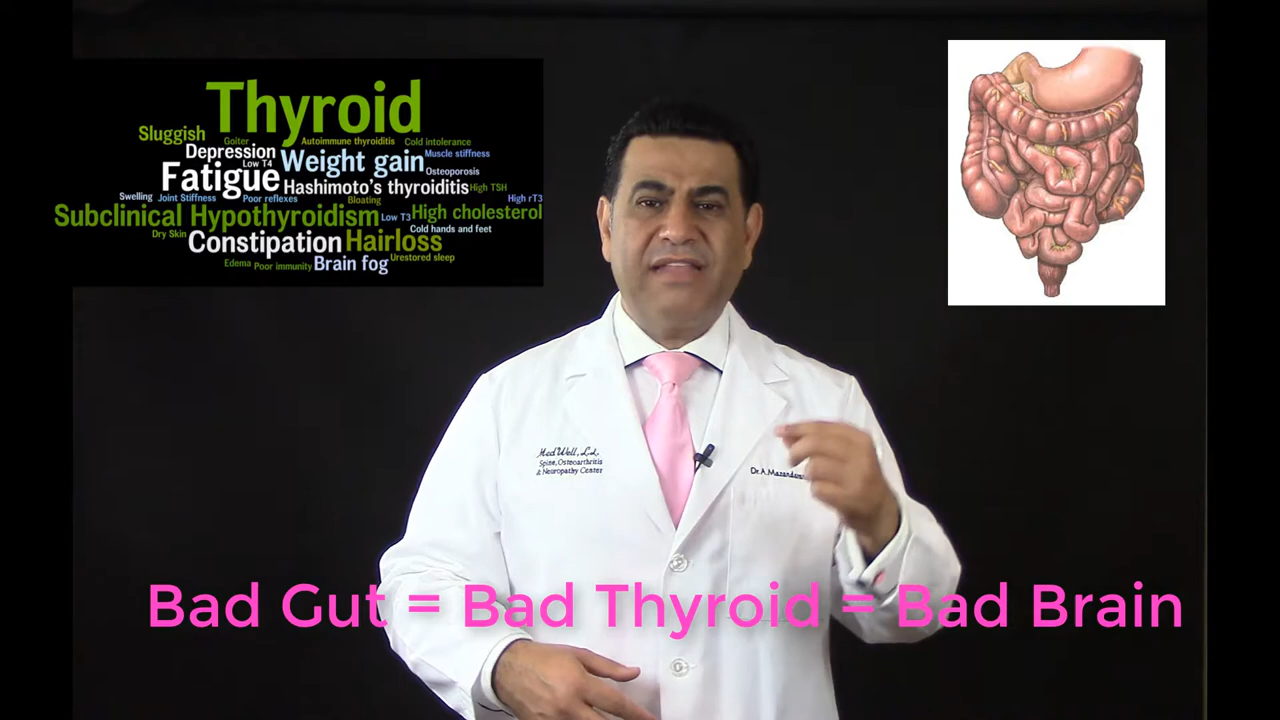 Thyroid
Sluggish
Goiter
Autoimmune thyroiditis
Cold intolerance
Depression
Low T4
Weight gain
Muscle stiffness
Fatigue
Osteoporosis
Hashimoto's thyroiditis
High TSH
Swelling
Joint Stiffness
Poor reflexes
Bloating
High rT3
Subclinical Hypothyroidism
Low T3
High cholesterol
Dry Skin
Cold hands and feet
Constipation
Hairloss
Edema
Poor immunity
Brain fog
Unrestored sleep
Spine, Osteoarthritis
& Neuropathy Center
Dr.A.
Bad Gut = Bad Thyroid = Bad Brain